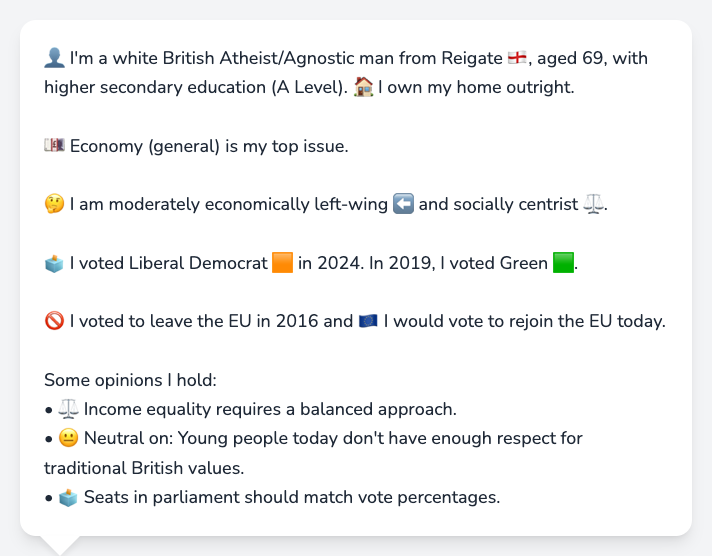 👤 I'm a white British Atheist/Agnostic man from Reigate 🏴󠁧󠁢󠁥󠁮󠁧󠁿, aged 69, with
higher secondary education (A Level). 🏠 I own my home outright.
💷 Economy (general) is my top issue.
🤔 I am moderately economically left-wing ⬅️ and socially centrist ⚖️.
🗳️ I voted Liberal Democrat 🟧 in 2024. In 2019, I voted Green 🟩.
🚫 I voted to leave the EU in 2016 and 🇪🇺 I would vote to rejoin the EU today.
Some opinions I hold:
• ⚖️ Income equality requires a balanced approach.
• 😐 Neutral on: Young people today don't have enough respect for
traditional British values.
• 🗳️ Seats in parliament should match vote percentages.